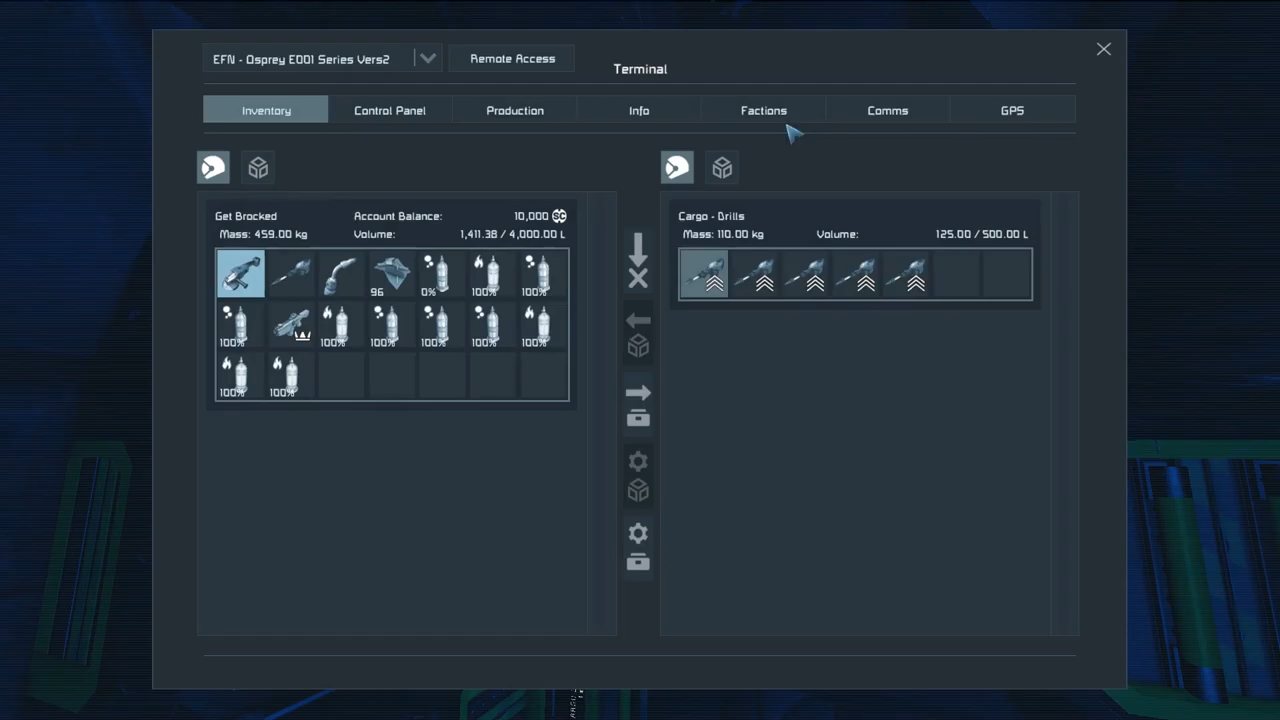 EFN - Osprey E001 Series Vers2
Remote Access
Terminal
Inventory
Control Panel
Production
Info
Factions
Comms
GPS
Get Brocked
Account Balance:
10,000 SC
Mass: 459.00 kg
Volume:
1,411.38 / 4,000.00 L
96
0%
100%
100%
100%
100%
100%
100%
100%
100%
100%
100%
Cargo - Drills
Mass: 110.00 kg
Volume:
125.00 / 500.00 L